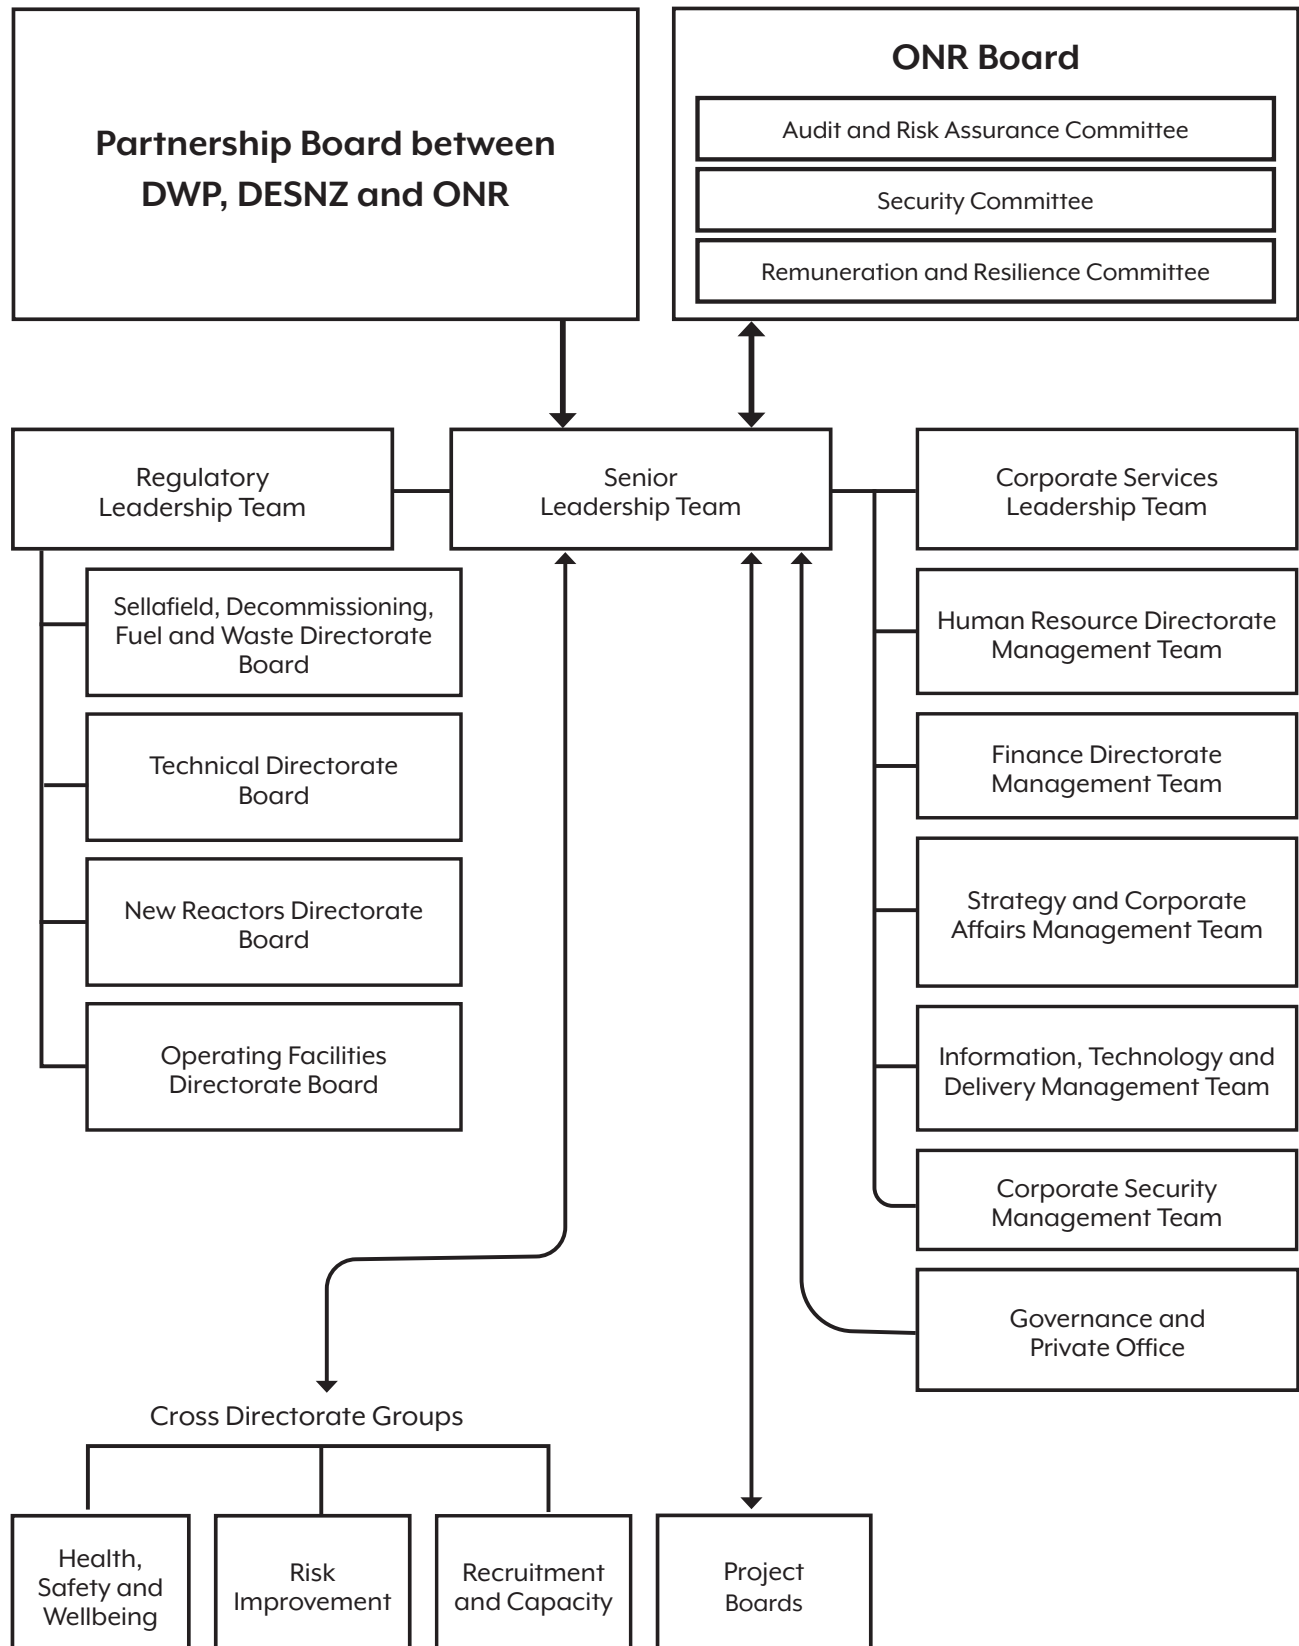 Partnership Board between
DWP, DESNZ and ONR
ONR Board
Audit and Risk Assurance Committee
Security Committee
Remuneration and Resilience Committee
Regulatory
Leadership Team
Senior
Leadership Team
Corporate Services
Leadership Team
Sellafield, Decommissioning,
Fuel and Waste Directorate
Board
Technical Directorate
Board
New Reactors Directorate
Board
Operating Facilities
Directorate Board
Human Resource Directorate
Management Team
Finance Directorate
Management Team
Strategy and Corporate
Affairs Management Team
Information, Technology and
Delivery Management Team
Corporate Security
Management Team
Governance and
Private Office
Cross Directorate Groups
Health,
Safety and
Wellbeing
Risk
Improvement
Recruitment
and Capacity
Project
Boards